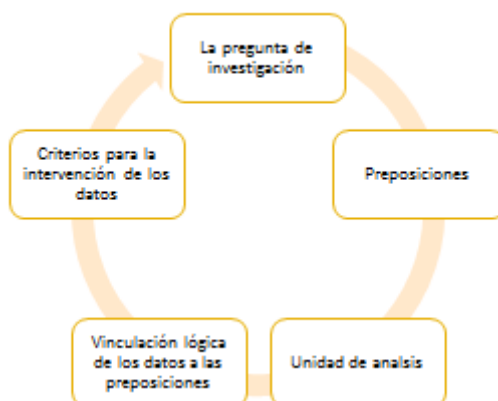 La pregunta de
investigación
Preposiciones
Unidad de analsis
Vinculación lógica
de los datos a las
preposiciones
Criterios para la
intervención de los
datos